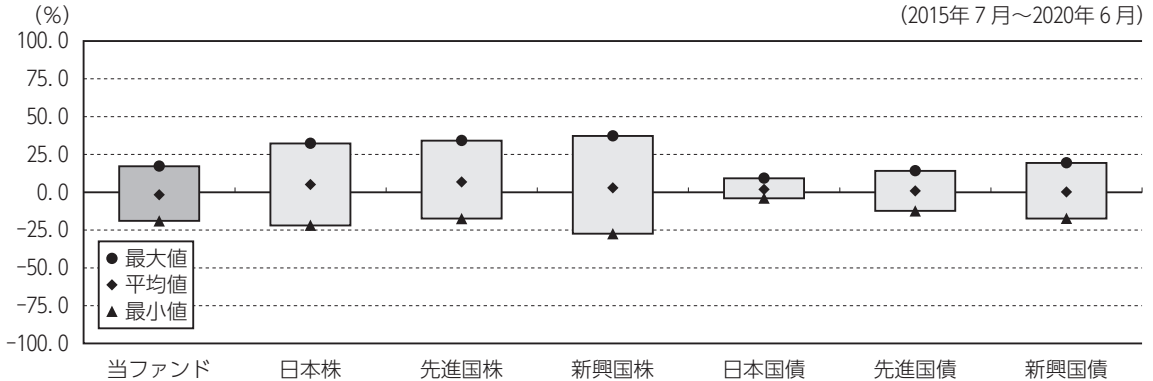 (%)
(2015年7月～2020年6月)
100.0
75.0
50.0
25.0
0.0
-25.0
-50.0
-75.0
-100.0
● 最大値
◆ 平均値
▲ 最小値
当ファンド 日本株 先進国株 新興国株 日本国債 先進国債 新興国債